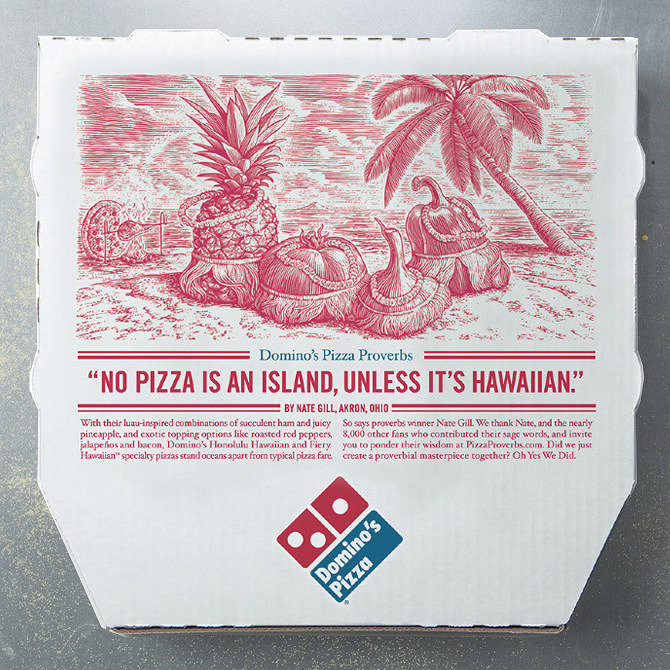 Domino's Pizza Proverbs
“NO PIZZA IS AN ISLAND, UNLESS IT'S HAWAIIAN.”
BY NATE GILL, AKRON, OHIO
With their luau-inspired combinations of succulent ham and juicy
pineapple, and exotic topping options like roasted red peppers,
jalapeños and bacon, Domino's Honolulu Hawaiian and Fiery
Hawaiian™ specialty pizzas stand oceans apart from typical pizza fare.
So says proverbs winner Nate Gill. We thank Nate, and the nearly
8,000 other fans who contributed their sage words, and invite
you to ponder their wisdom at PizzaProverbs.com. Did we just
create a proverbial masterpiece together? Oh Yes We Did.
Domino's
Pizza
®